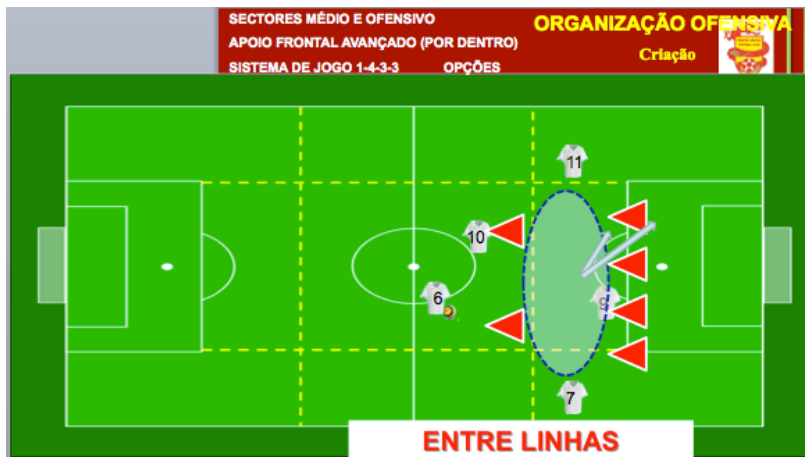 SECTORES MÉDIO E OFENSIVO
ORGANIZAÇÃO OFENSIVA
APOIO FRONTAL AVANÇADO (POR DENTRO)
Criação
SISTEMA DE JOGO 1-4-3-3 OPÇÕES
11
10
6
9
7
ENTRE LINHAS